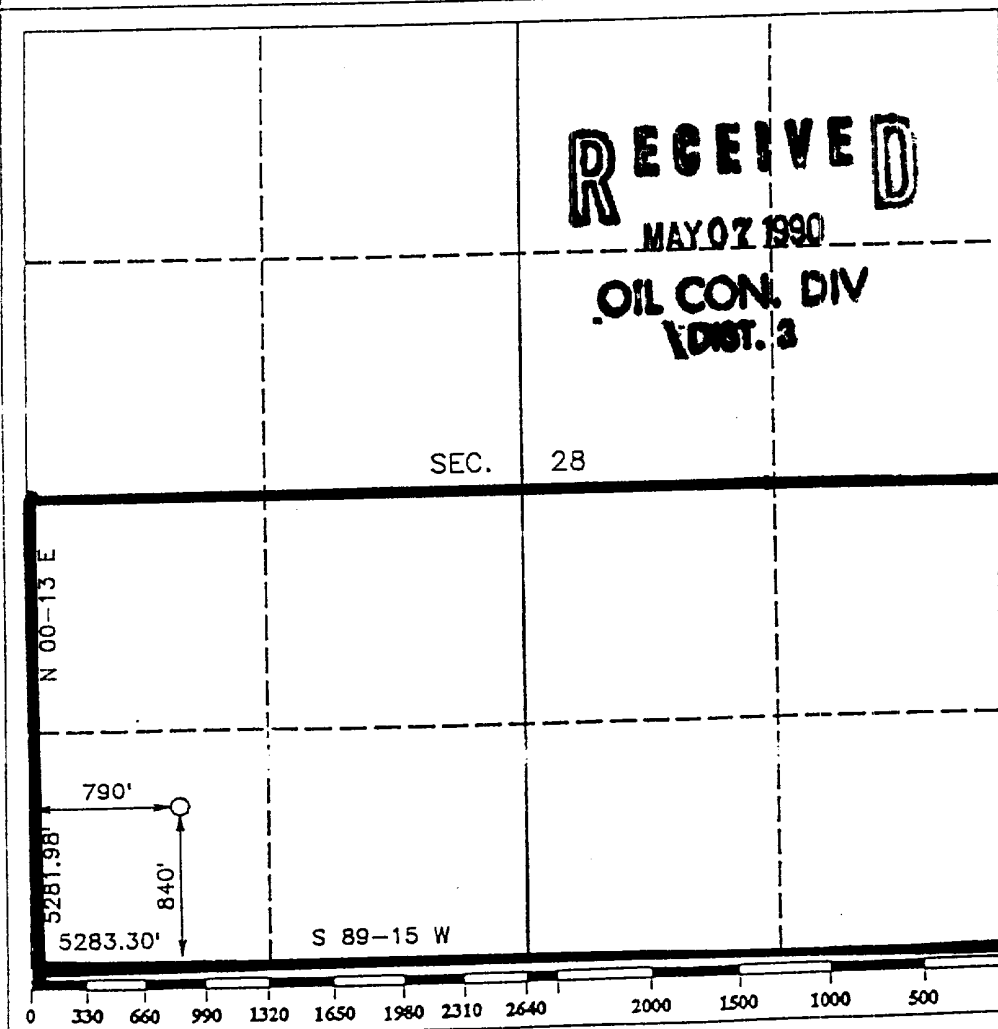 RECEIVED
MAY 07 1990
OIL CON. DIV
DIST. 3
SEC. 28
N 00-13 E
790'
5281.98'
840'
5283.30'
S 89-15 W
0 330 660 990 1320 1650 1980 2310 2640 2000 1500 1000 500